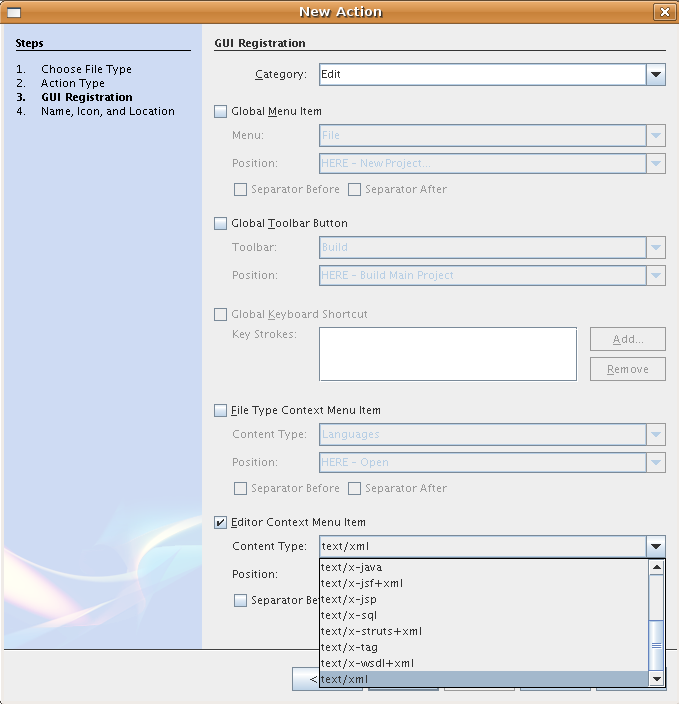 New Action
Steps
1. Choose File Type
2. Action Type
3. GUI Registration
4. Name, Icon, and Location
GUI Registration
Category: Edit
Global Menu Item
Menu: File
Position: HERE - New Project...
Separator Before Separator After
Global Toolbar Button
Toolbar: Build
Position: HERE - Build Main Project
Global Keyboard Shortcut
Key Strokes: Add...
Remove
File Type Context Menu Item
Content Type: Languages
Position: HERE - Open
Separator Before Separator After
Editor Context Menu Item
Content Type: text/xml
text/x-java
Position:
text/x-jsf+xml
text/x-jsp
Separator
text/x-sql
text/x-struts+xml
text/x-tag
text/x-wsdl+xml
< text/xml